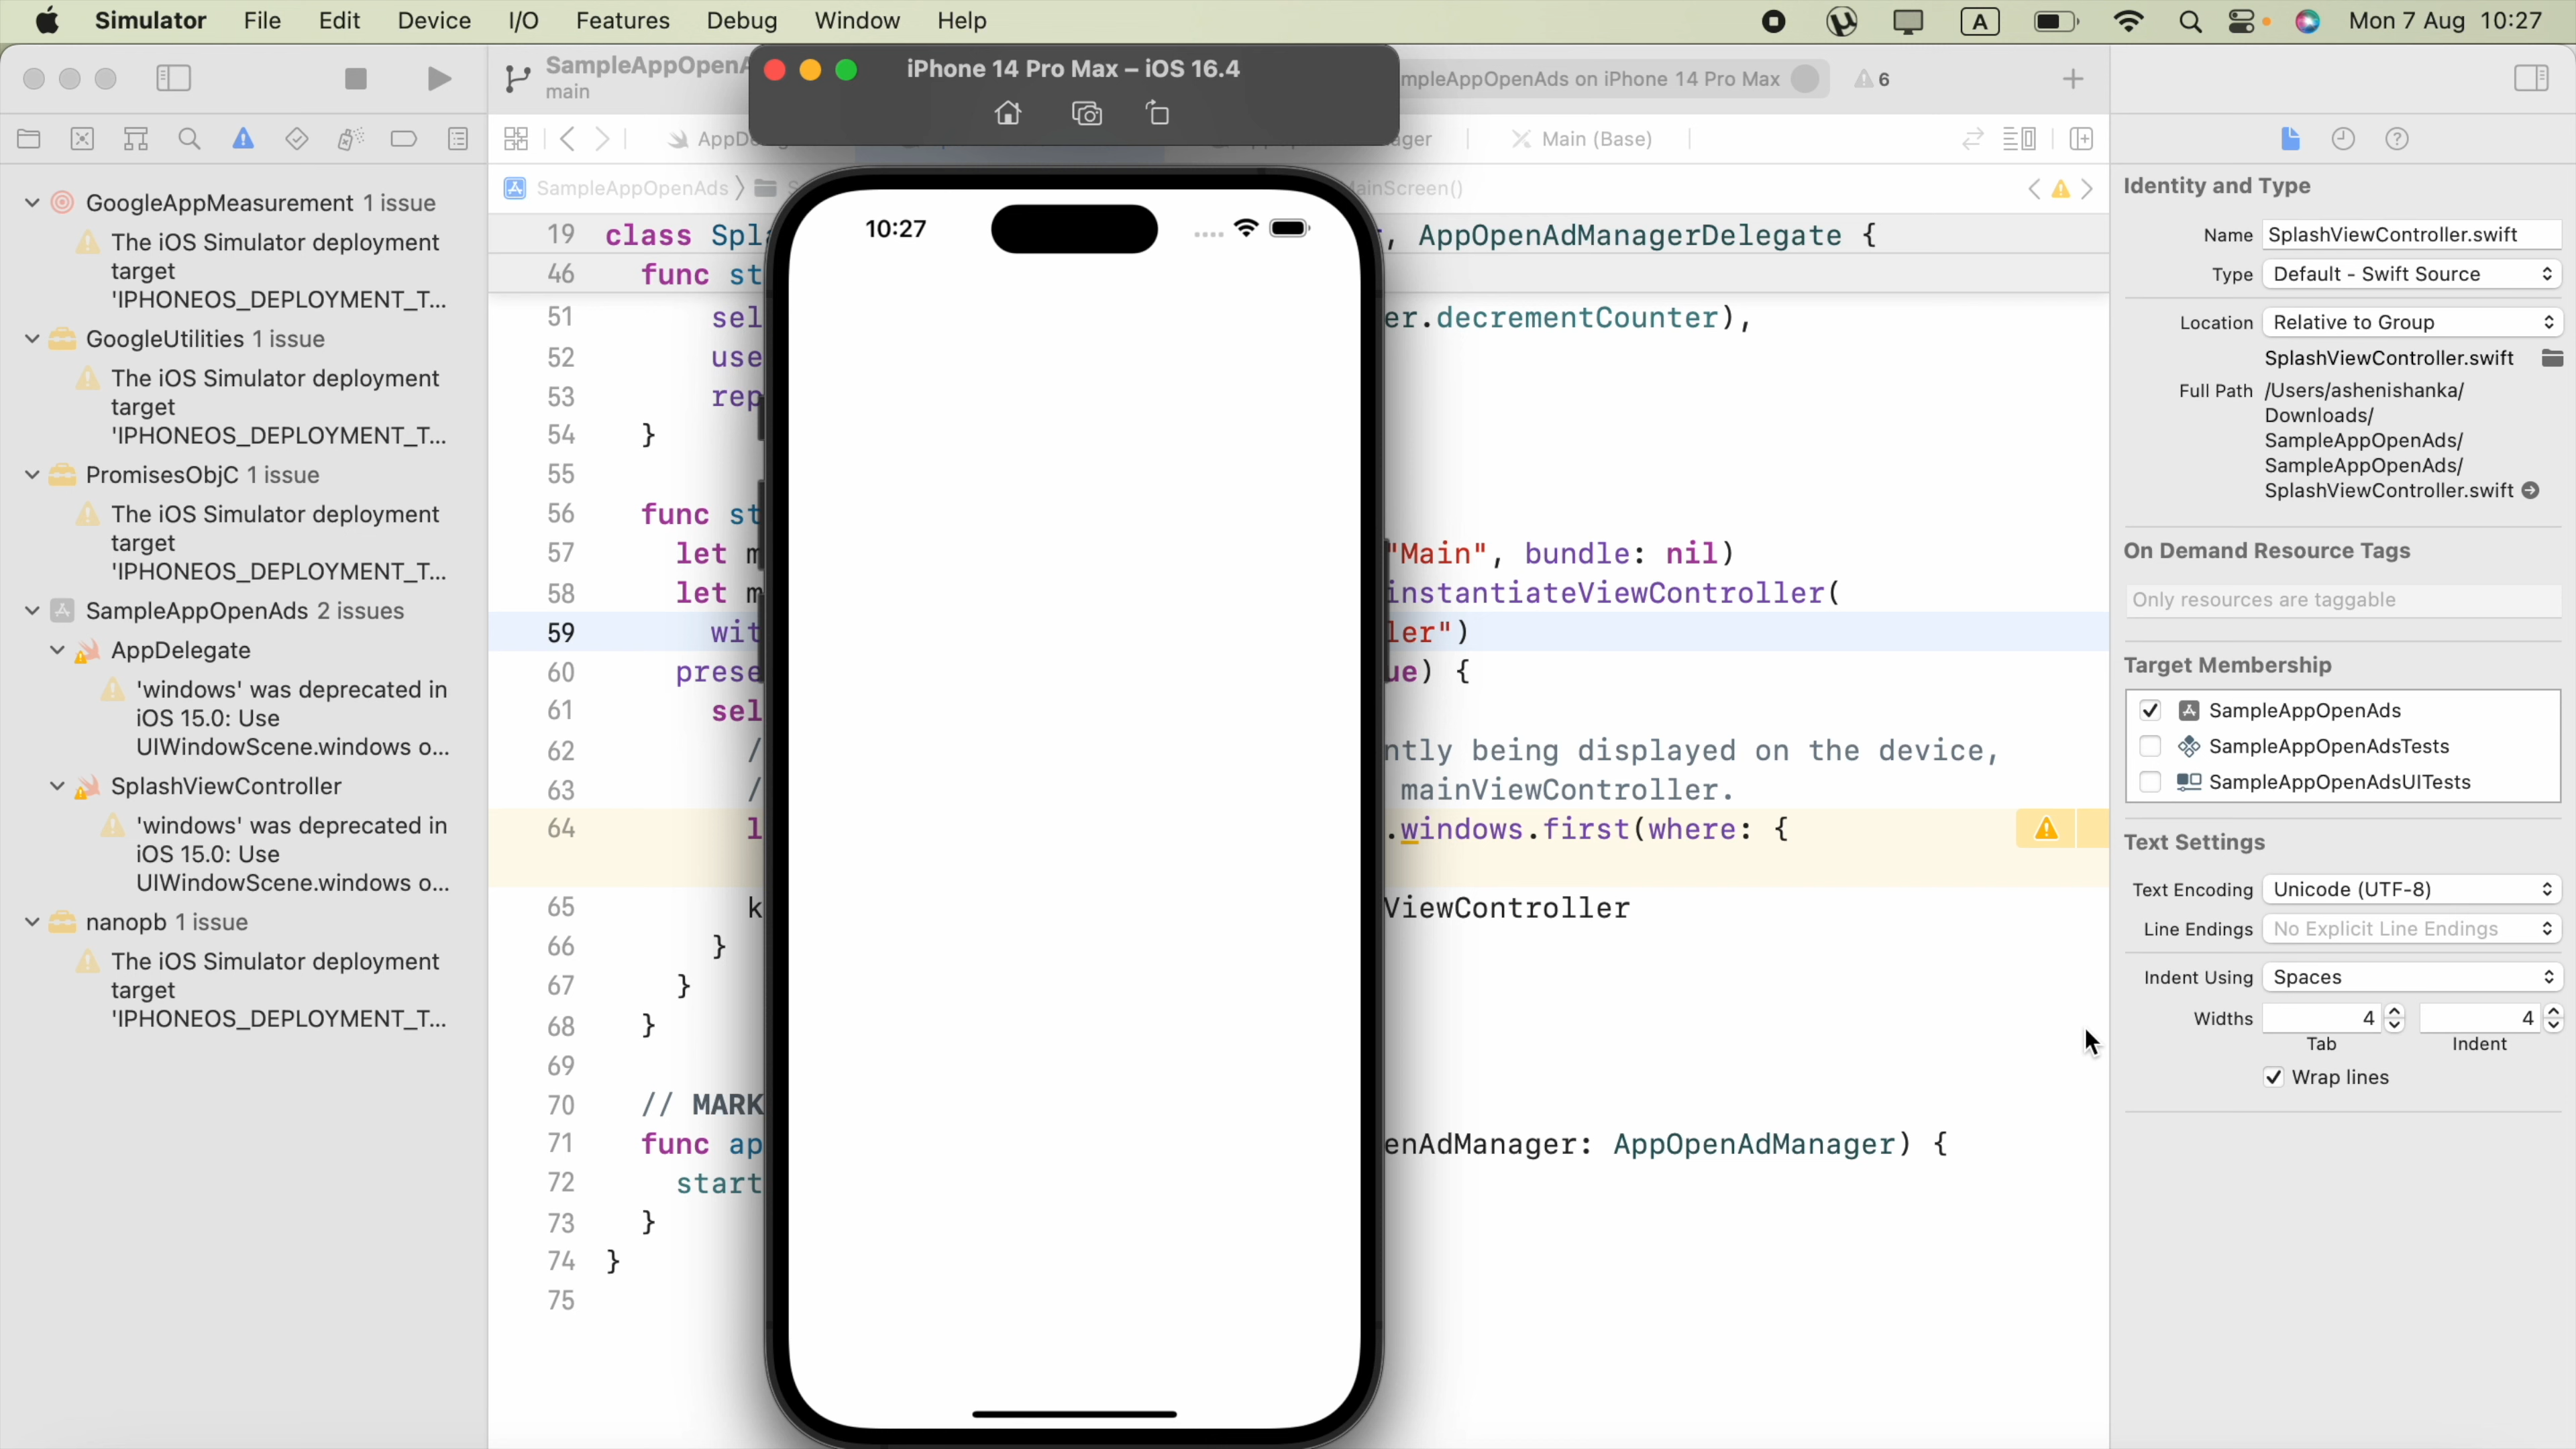 Simulator File Edit Device I/O Features Debug Window Help A Mon 7 Aug 10:27
SampleAppOpenA
main
iPhone 14 Pro Max – iOS 16.4
mpleAppOpenAds on iPhone 14 Pro Max 6
AppD ager Main (Base)
SampleAppOpenAds S ainScreen()
GoogleAppMeasurement 1 issue
The iOS Simulator deployment
target
'IPHONEOS_DEPLOYMENT_T...
GoogleUtilities 1 issue
The iOS Simulator deployment
target
'IPHONEOS_DEPLOYMENT_T...
PromisesObjC 1 issue
The iOS Simulator deployment
target
'IPHONEOS_DEPLOYMENT_T...
SampleAppOpenAds 2 issues
AppDelegate
'windows' was deprecated in
iOS 15.0: Use
UIWindowScene.windows o...
SplashViewController
'windows' was deprecated in
iOS 15.0: Use
UIWindowScene.windows o...
nanopb 1 issue
The iOS Simulator deployment
target
'IPHONEOS_DEPLOYMENT_T...
19 class Spl , AppOpenAdManagerDelegate {
46 func st
51 sel er.decrementCounter),
52 use
53 rep
54 }
55
56 func st
57 let m "Main", bundle: nil)
58 let m instantiateViewController(
59 wit ler")
60 prese ue) {
61 sel
62 / ntly being displayed on the device,
63 / mainViewController.
64 l .windows.first(where: {
65 k ViewController
66 }
67 }
68 }
69
70 // MARK
71 func ap enAdManager: AppOpenAdManager) {
72 start
73 }
74 }
75
10:27
Identity and Type
Name SplashViewController.swift
Type Default - Swift Source
Location Relative to Group
SplashViewController.swift
Full Path /Users/ashenishanka/
Downloads/
SampleAppOpenAds/
SampleAppOpenAds/
SplashViewController.swift
On Demand Resource Tags
Only resources are taggable
Target Membership
SampleAppOpenAds
SampleAppOpenAdsTests
SampleAppOpenAdsUITests
Text Settings
Text Encoding Unicode (UTF-8)
Line Endings No Explicit Line Endings
Indent Using Spaces
Widths 4 4
Tab Indent
Wrap lines